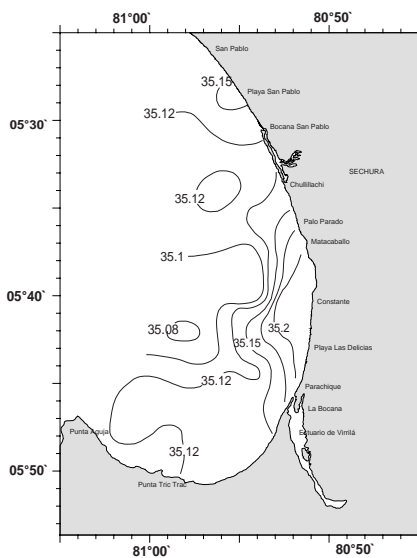 81°00`
80°50`
San Pablo
35.15
Playa San Pablo
35.12
05°30`
Bocana San Pablo
SECHURA
Chullillachi
35.12
Palo Parado
Matacaballo
35.1
05°40`
Constante
35.08
35.2
35.15
Playa Las Delicias
35.12
Parachique
La Bocana
Punta Aguja
Estuario de Virrilá
35.12
05°50`
Punta Tric Trac
81°00`
80°50`